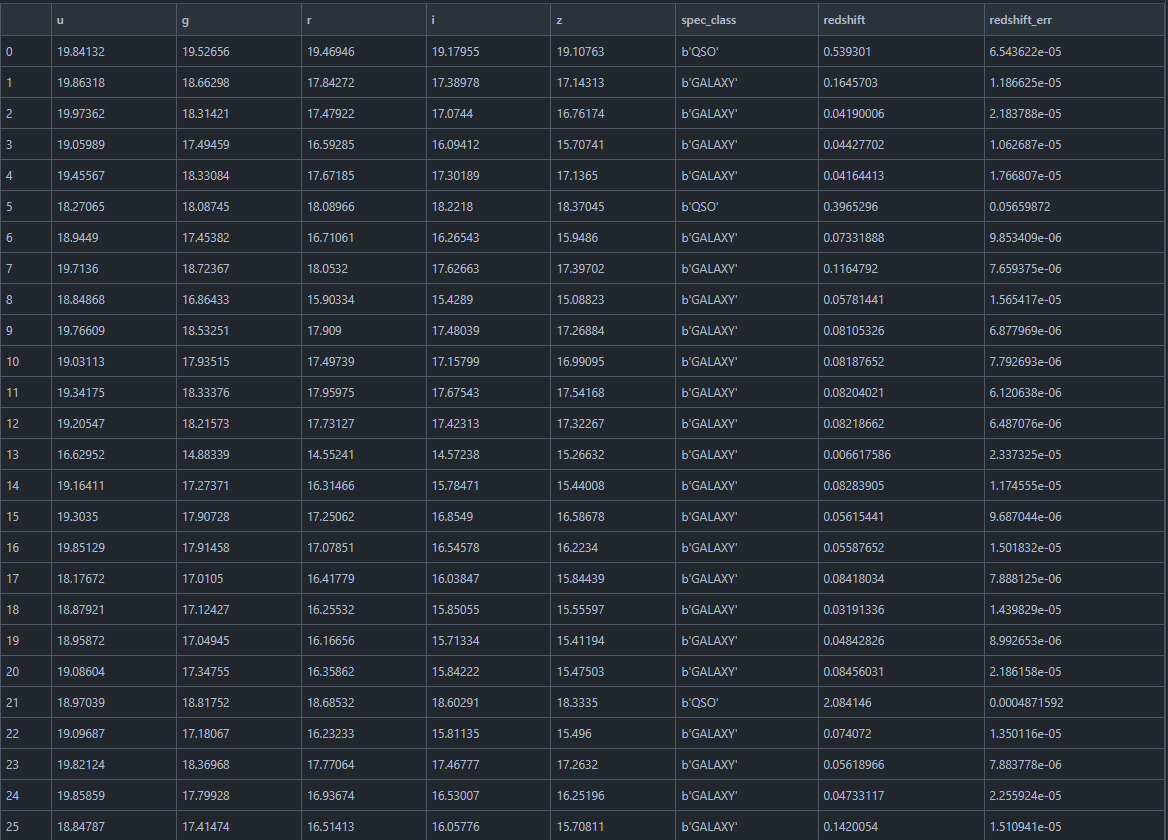 u g r i z spec_class redshift redshift_err
0 19.84132 19.52656 19.46946 19.17955 19.10763 b'QSO' 0.539301 6.543622e-05
1 19.86318 18.66298 17.84272 17.38978 17.14313 b'GALAXY' 0.1645703 1.186625e-05
2 19.97362 18.31421 17.47922 17.0744 16.76174 b'GALAXY' 0.04190006 2.183788e-05
3 19.05989 17.49459 16.59285 16.09412 15.70741 b'GALAXY' 0.04427702 1.062687e-05
4 19.45567 18.33084 17.67185 17.30189 17.1365 b'GALAXY' 0.04164413 1.766807e-05
5 18.27065 18.08745 18.08966 18.2218 18.37045 b'QSO' 0.3965296 0.05659872
6 18.9449 17.45382 16.71061 16.26543 15.9486 b'GALAXY' 0.07331888 9.853409e-06
7 19.7136 18.72367 18.0532 17.62663 17.39702 b'GALAXY' 0.1164792 7.659375e-06
8 18.84868 16.86433 15.90334 15.4289 15.08823 b'GALAXY' 0.05781441 1.565417e-05
9 19.76609 18.53251 17.909 17.48039 17.26884 b'GALAXY' 0.08105326 6.877969e-06
10 19.03113 17.93515 17.49739 17.15799 16.99095 b'GALAXY' 0.08187652 7.792693e-06
11 19.34175 18.33376 17.95975 17.67543 17.54168 b'GALAXY' 0.08204021 6.120638e-06
12 19.20547 18.21573 17.73127 17.42313 17.32267 b'GALAXY' 0.08218662 6.487076e-06
13 16.62952 14.88339 14.55241 14.57238 15.26632 b'GALAXY' 0.006617586 2.337325e-05
14 19.16411 17.27371 16.31466 15.78471 15.44008 b'GALAXY' 0.08283905 1.174555e-05
15 19.3035 17.90728 17.25062 16.8549 16.58678 b'GALAXY' 0.05615441 9.687044e-06
16 19.85129 17.91458 17.07851 16.54578 16.2234 b'GALAXY' 0.05587652 1.501832e-05
17 18.17672 17.0105 16.41779 16.03847 15.84439 b'GALAXY' 0.08418034 7.888125e-06
18 18.87921 17.12427 16.25532 15.85055 15.55597 b'GALAXY' 0.03191336 1.439829e-05
19 18.95872 17.04945 16.16656 15.71334 15.41194 b'GALAXY' 0.04842826 8.992653e-06
20 19.08604 17.34755 16.35862 15.84222 15.47503 b'GALAXY' 0.08456031 2.186158e-05
21 18.97039 18.81752 18.68532 18.60291 18.3335 b'QSO' 2.084146 0.0004871592
22 19.09687 17.18067 16.23233 15.81135 15.496 b'GALAXY' 0.074072 1.350116e-05
23 19.82124 18.36968 17.77064 17.46777 17.2632 b'GALAXY' 0.05618966 7.883778e-06
24 19.85859 17.79928 16.93674 16.53007 16.25196 b'GALAXY' 0.04733117 2.255924e-05
25 18.84787 17.41474 16.51413 16.05776 15.70811 b'GALAXY' 0.1420054 1.510941e-05